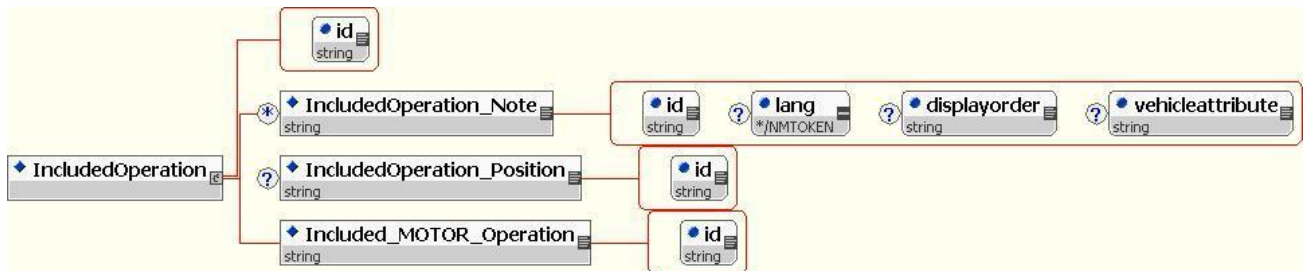 id
string
* IncludedOperation_Note
string
id
string
? lang
*/NMTOKEN
? displayorder
string
? vehicleattribute
string
IncludedOperation
? IncludedOperation_Position
string
id
string
Included_MOTOR_Operation
string
id
string